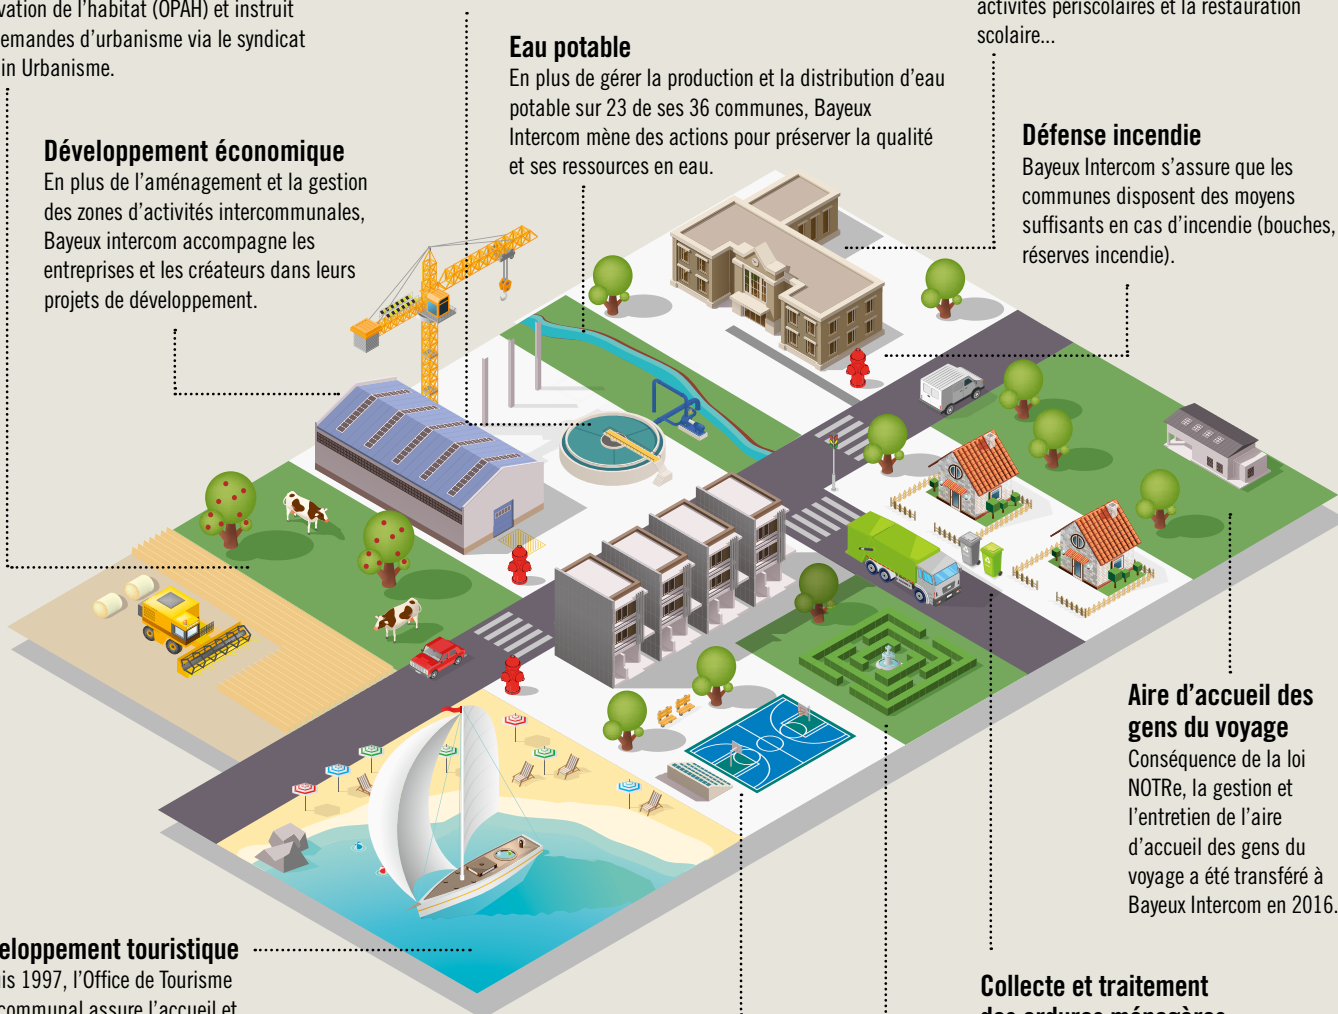 vation de l'habitat (OPAH) et instruit
emandes d'urbanisme via le syndicat
in Urbanisme.
Développement économique
En plus de l'aménagement et la gestion
des zones d'activités intercommunales,
Bayeux intercom accompagne les
entreprises et les créateurs dans leurs
projets de développement.
Eau potable
En plus de gérer la production et la distribution d'eau
potable sur 23 de ses 36 communes, Bayeux
Intercom mène des actions pour préserver la qualité
et ses ressources en eau.
activités périscolaires et la restauration
scolaire...
Défense incendie
Bayeux Intercom s'assure que les
communes disposent des moyens
suffisants en cas d'incendie (bouches,
réserves incendie).
Aire d'accueil des
gens du voyage
Conséquence de la loi
NOTRe, la gestion et
l'entretien de l'aire
d'accueil des gens du
voyage a été transféré à
Bayeux Intercom en 2016.
eloppement touristique
is 1997, l'Office de Tourisme
communal assure l'accueil et
Collecte et traitement
des ordures ménagères